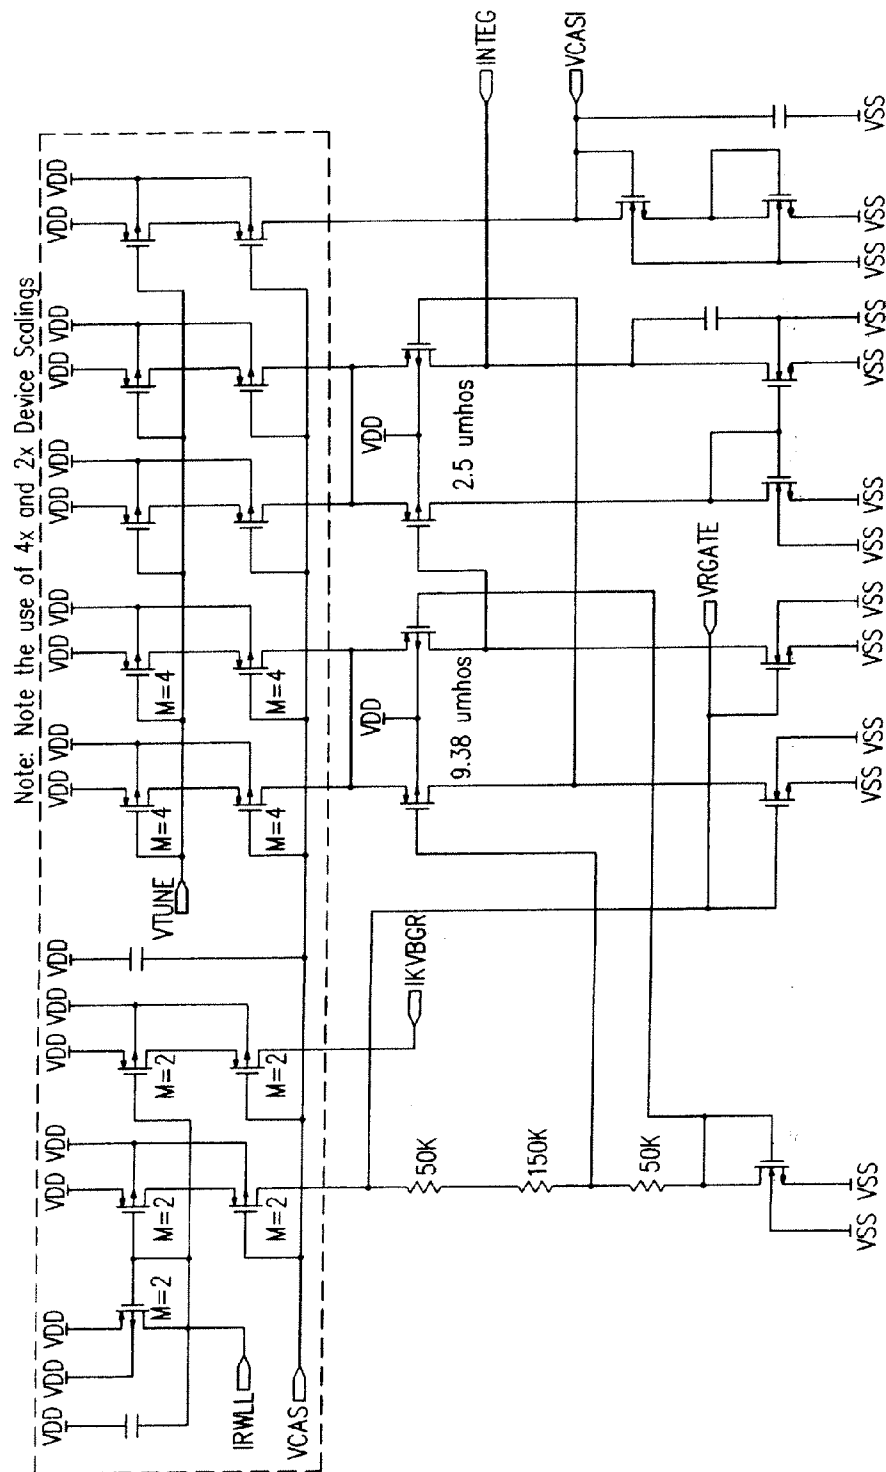 Note: Note the use of 4x and 2x Device Scalings
VDD VDD VDD VDD VDD VDD VDD VDD VDD VDD VDD VDD VDD VDD VDD VDD VDD VDD
M=2 M=2 M=2 M=4 M=4
M=2 M=2 M=4 M=4
VTUNE
IRWLL
VCAS
IKVBGR
VDD VDD
9.38 umhos
2.5 umhos
INTEG
VCASI
50K
150K
50K
VRGATE
VSS VSS VSS VSS VSS VSS VSS VSS VSS VSS VSS VSS VSS